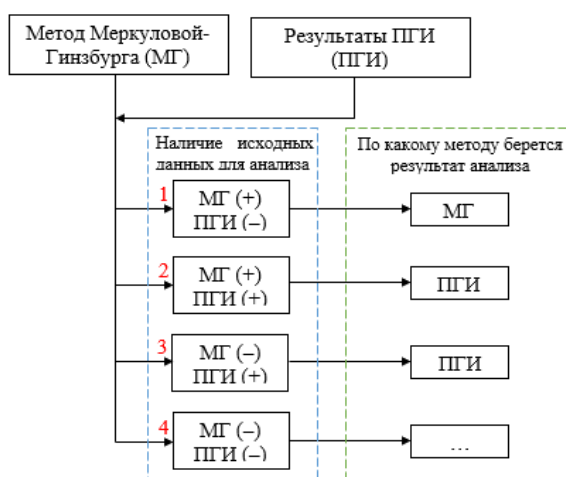 Метод Меркуловой-
Гинзбурга (МГ)
Результаты ПГИ
(ПГИ)
Наличие исходных
данных для анализа
По какому методу берется
результат анализа
1
МГ (+)
ПГИ (–)
МГ
2
МГ (+)
ПГИ (+)
ПГИ
3
МГ (–)
ПГИ (+)
ПГИ
4
МГ (–)
ПГИ (–)
...